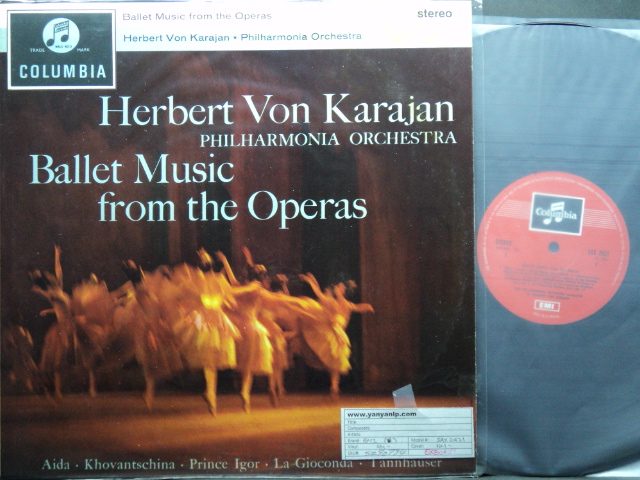 Ballet Music from the Operas
stereo
Herbert Von Karajan • Philharmonia Orchestra
TRADE MARK
COLUMBIA
Herbert Von Karajan
PHILHARMONIA ORCHESTRA
Ballet Music
from the Operas
Columbia
EMI
www.yanyanlp.com
Aida · Khovantschina · Prince Igor · La Gioconda · Tannhäuser